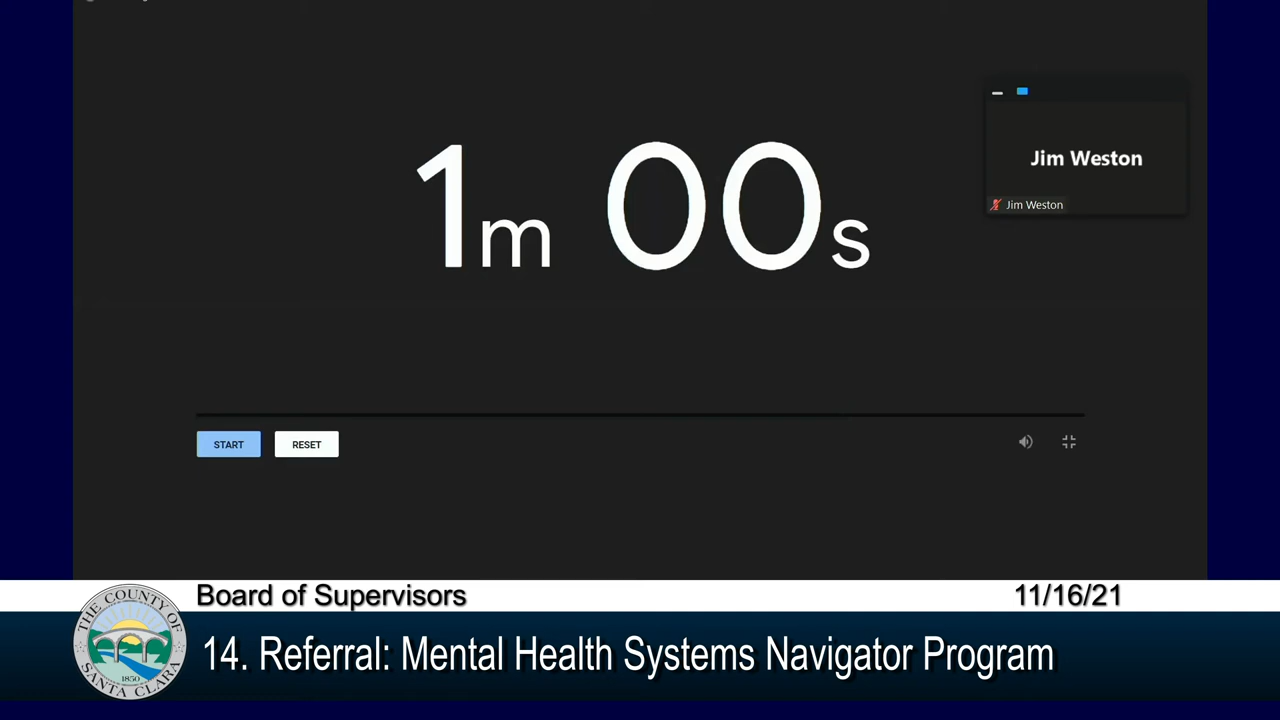 1m 00s
Jim Weston
Jim Weston
START
RESET
Board of Supervisors
11/16/21
14. Referral: Mental Health Systems Navigator Program
THE COUNTY OF
SANTA CLARA
1850